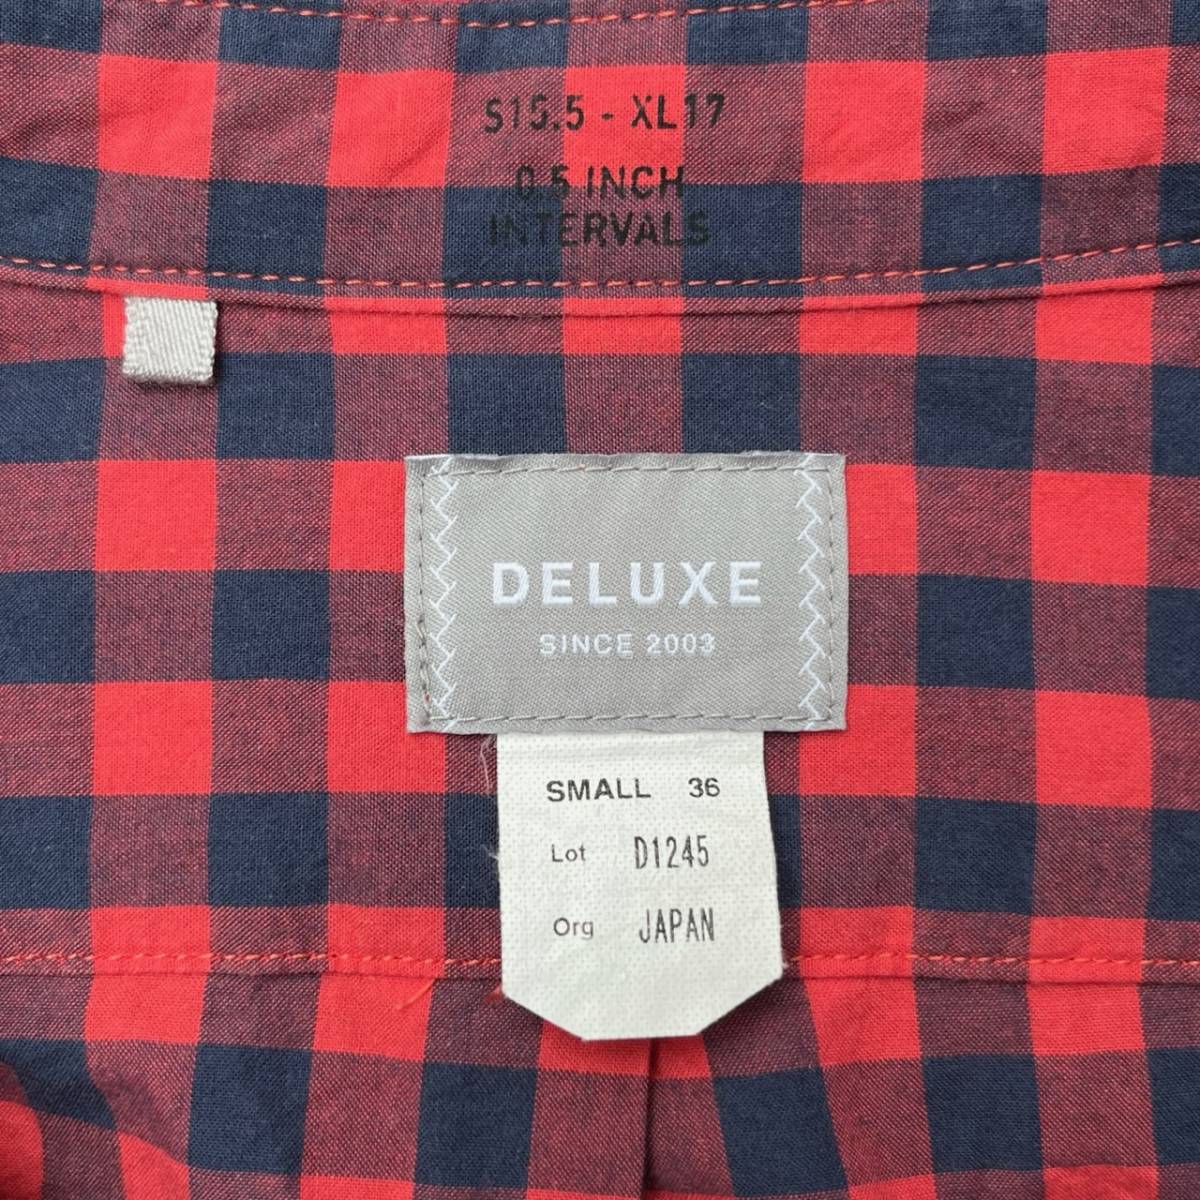 S15.5 - XL17
0.5 INCH
INTERVALS
DELUXE
SINCE 2003
SMALL 36
Lot D1245
Org JAPAN